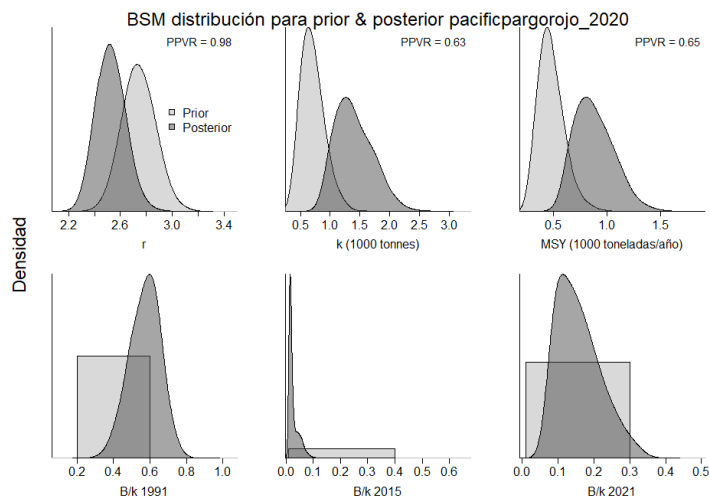 BSM distribución para prior & posterior pacificpargorojo_2020
PPVR = 0.98
PPVR = 0.63
PPVR = 0.65
Prior
Posterior
2.2 2.6 3.0 3.4
r
0.5 1.0 1.5 2.0 2.5 3.0
k (1000 tonnes)
0.5 1.0 1.5
MSY (1000 toneladas/año)
Densidad
0.2 0.4 0.6 0.8 1.0
B/k 1991
0.0 0.1 0.2 0.3 0.4 0.5 0.6
B/k 2015
0.0 0.1 0.2 0.3 0.4 0.5
B/k 2021